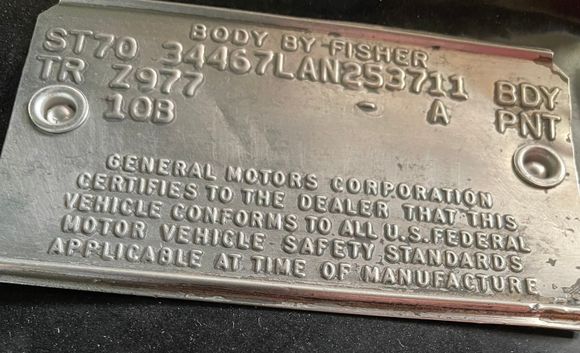 BODY BY FISHER
ST70 34467LAN253711 BDY
TR Z977 - A PNT
10B
GENERAL MOTORS CORPORATION
CERTIFIES TO THE DEALER THAT THIS
VEHICLE CONFORMS TO ALL U.S. FEDERAL
MOTOR VEHICLE SAFETY STANDARDS
APPLICABLE AT TIME OF MANUFACTURE